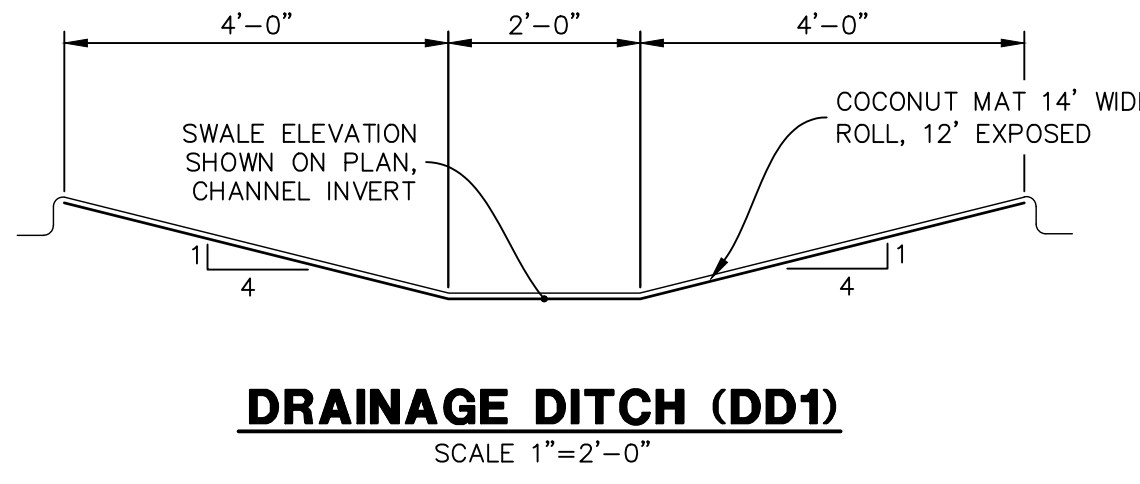 4'-0" 2'-0" 4'-0"
COCONUT MAT 14' WID
ROLL, 12' EXPOSED
SWALE ELEVATION
SHOWN ON PLAN,
CHANNEL INVERT
1
4
1
4
DRAINAGE DITCH (DD1)
SCALE 1"=2'-0"